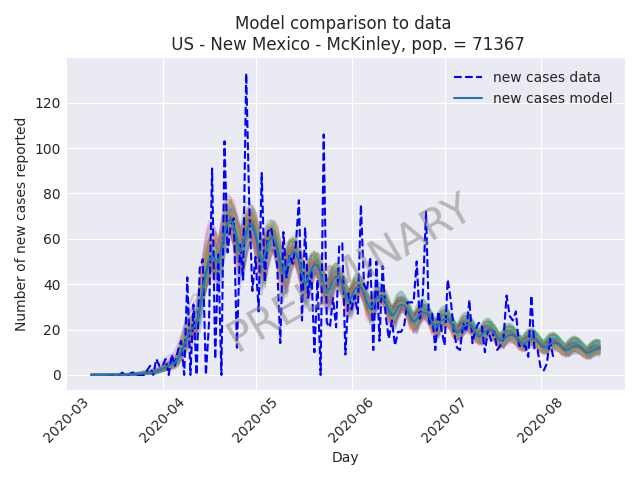 Model comparison to data
US - New Mexico - McKinley, pop. = 71367
new cases data
new cases model
Number of new cases reported
120
100
80
60
40
20
0
PRELIMINARY
2020-03
2020-04
2020-05
2020-06
2020-07
2020-08
Day